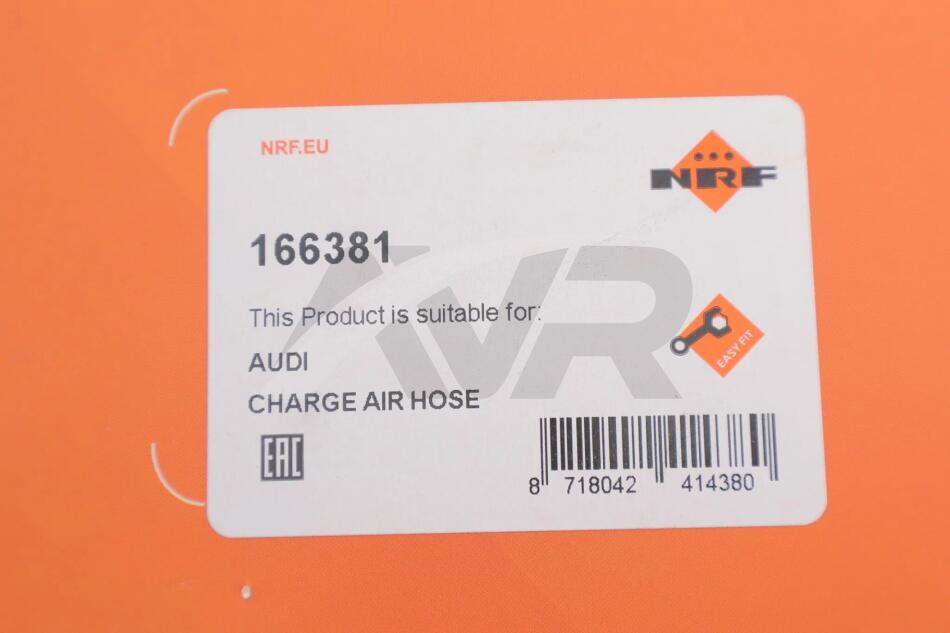 NRF.EU
NRF
166381
This Product is suitable for:
AUDI
EASY FIT
CHARGE AIR HOSE
EAC
8 718042 414380
VR